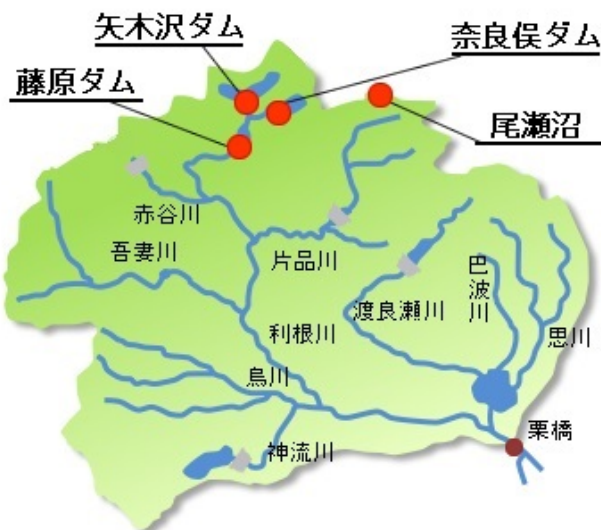 矢木沢ダム
奈良俣ダム
藤原ダム
尾瀬沼
赤谷川
吾妻川
片品川
渡良瀬川
巴波川
思川
利根川
烏川
栗橋
神流川